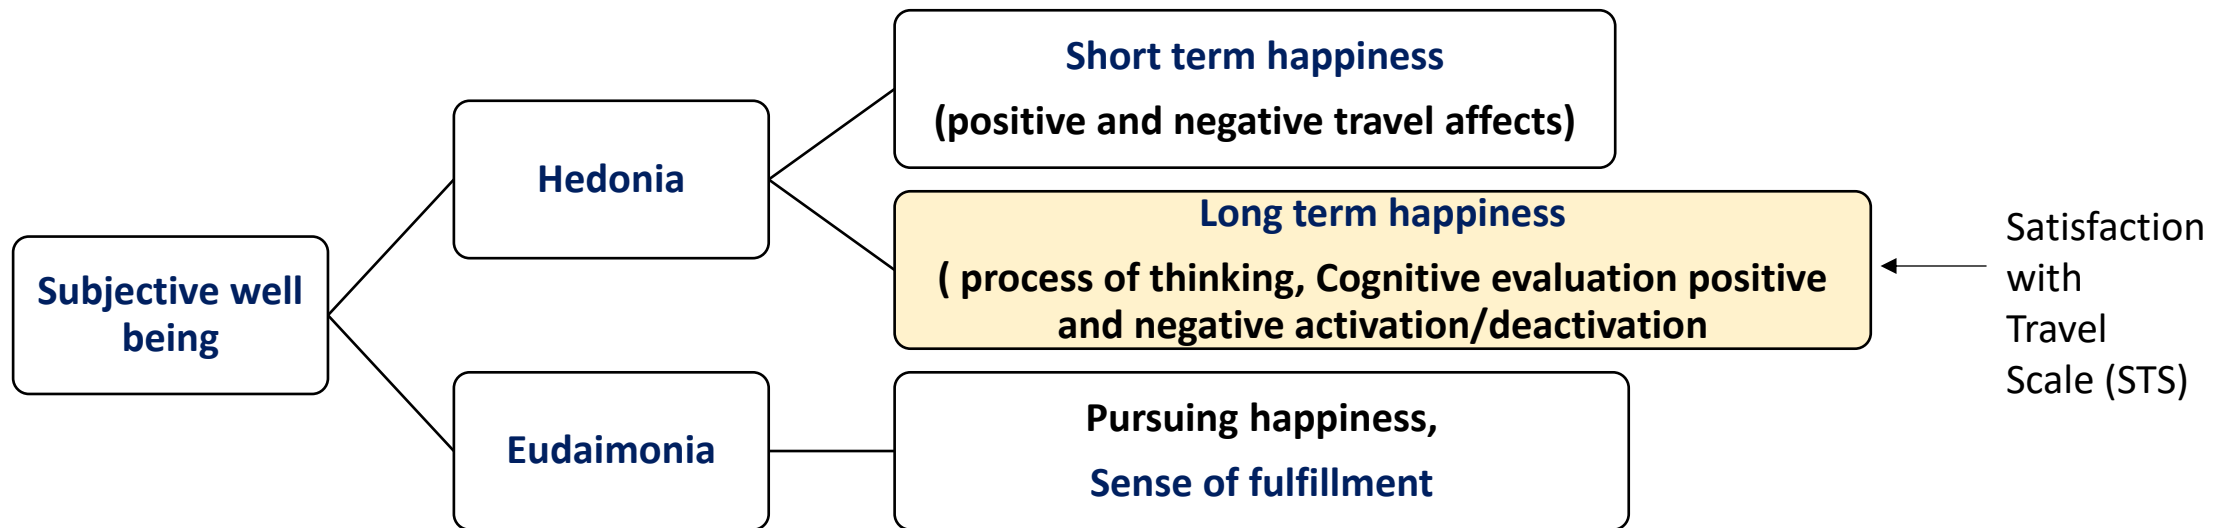 Short term happiness
(positive and negative travel affects)
Hedonia
Long term happiness
( process of thinking, Cognitive evaluation positive
and negative activation/deactivation
Satisfaction
with
Travel
Scale (STS)
Subjective well
being
Eudaimonia
Pursuing happiness,
Sense of fulfillment